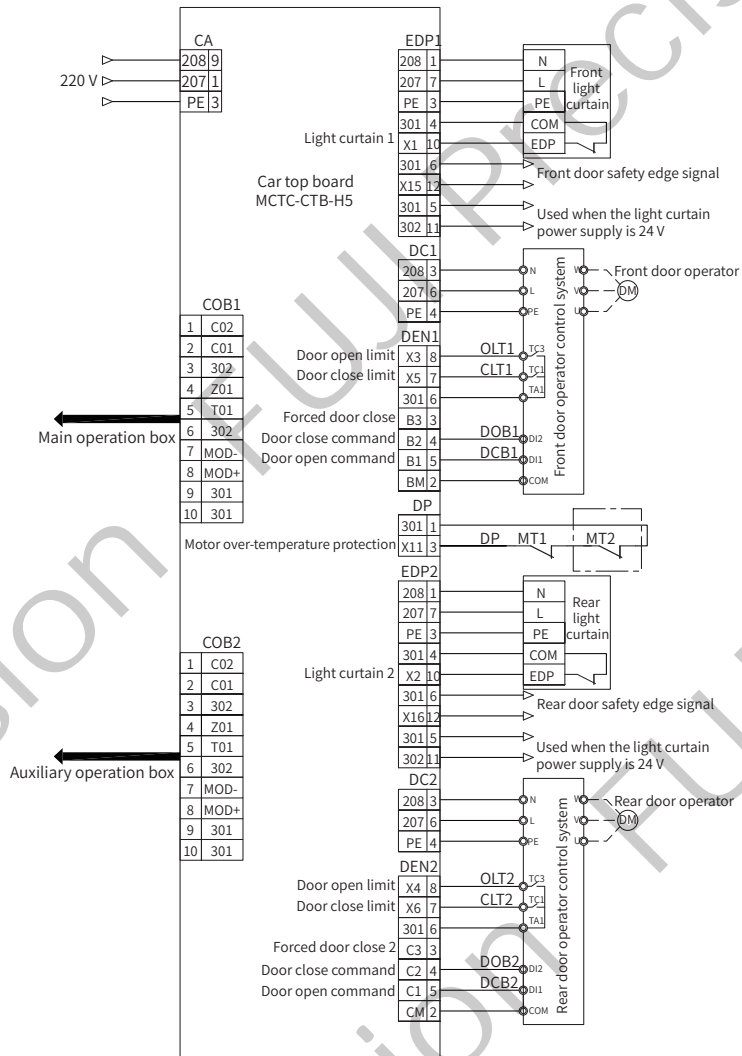 CA
208 9
220 V 207 1
PE 3
Car top board
MCTC-CTB-H5
EDP1
208 1 N
207 7 L
PE 3 PE
301 4 COM
Light curtain 1 X1 10 EDP
Front
light
curtain
301 6
Front door safety edge signal
X15 12
301 5
Used when the light curtain
power supply is 24 V
302 11
DC1
208 3 N W
207 6 L V
PE 4 PE U
Front door operator
DM
Front door operator control system
DEN1
Door open limit X3 8 OLT1 TC3
Door close limit X5 7 CLT1 TC1
301 6 TA1
Forced door close B3 3
Door close command B2 4 DOB1 DI2
Door open command B1 5 DCB1 DI1
BM 2 COM
COB1
1 C02
2 C01
3 302
4 Z01
5 T01
6 302
7 MOD-
8 MOD+
9 301
10 301
Main operation box
DP
301 1
Motor over-temperature protection X11 3 DP MT1 MT2
EDP2
208 1 N
207 7 L
PE 3 PE
301 4 COM
Light curtain 2 X2 10 EDP
Rear
light
curtain
301 6
Rear door safety edge signal
X16 12
301 5
Used when the light curtain
power supply is 24 V
302 11
COB2
1 C02
2 C01
3 302
4 Z01
5 T01
6 302
7 MOD-
8 MOD+
9 301
10 301
Auxiliary operation box
DC2
208 3 N W
207 6 L V
PE 4 PE U
Rear door operator
DM
Rear door operator control system
DEN2
Door open limit X4 8 OLT2 TC3
Door close limit X6 7 CLT2 TC1
301 6 TA1
Forced door close 2 C3 3
Door close command C2 4 DOB2 DI2
Door open command C1 5 DCB2 DI1
CM 2 COM
FUJI Precis
ision FU
sion